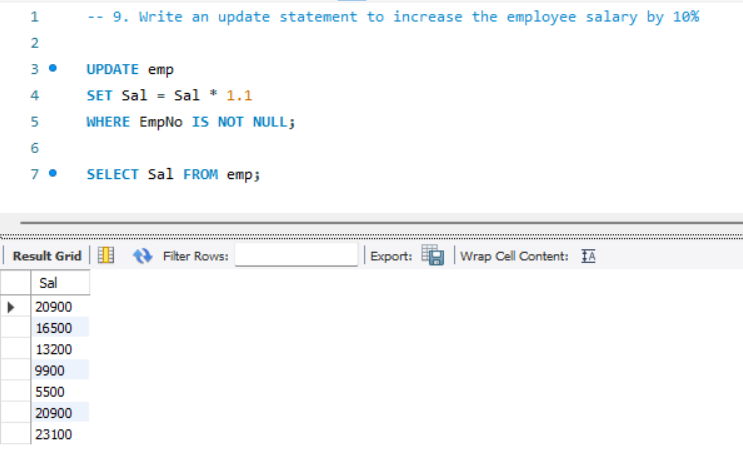 1 -- 9. Write an update statement to increase the employee salary by 10%
2
3 UPDATE emp
4 SET Sal = Sal * 1.1
5 WHERE EmpNo IS NOT NULL;
6
7 SELECT Sal FROM emp;
Result Grid Filter Rows: Export: Wrap Cell Content: IA
Sal
20900
16500
13200
9900
5500
20900
23100